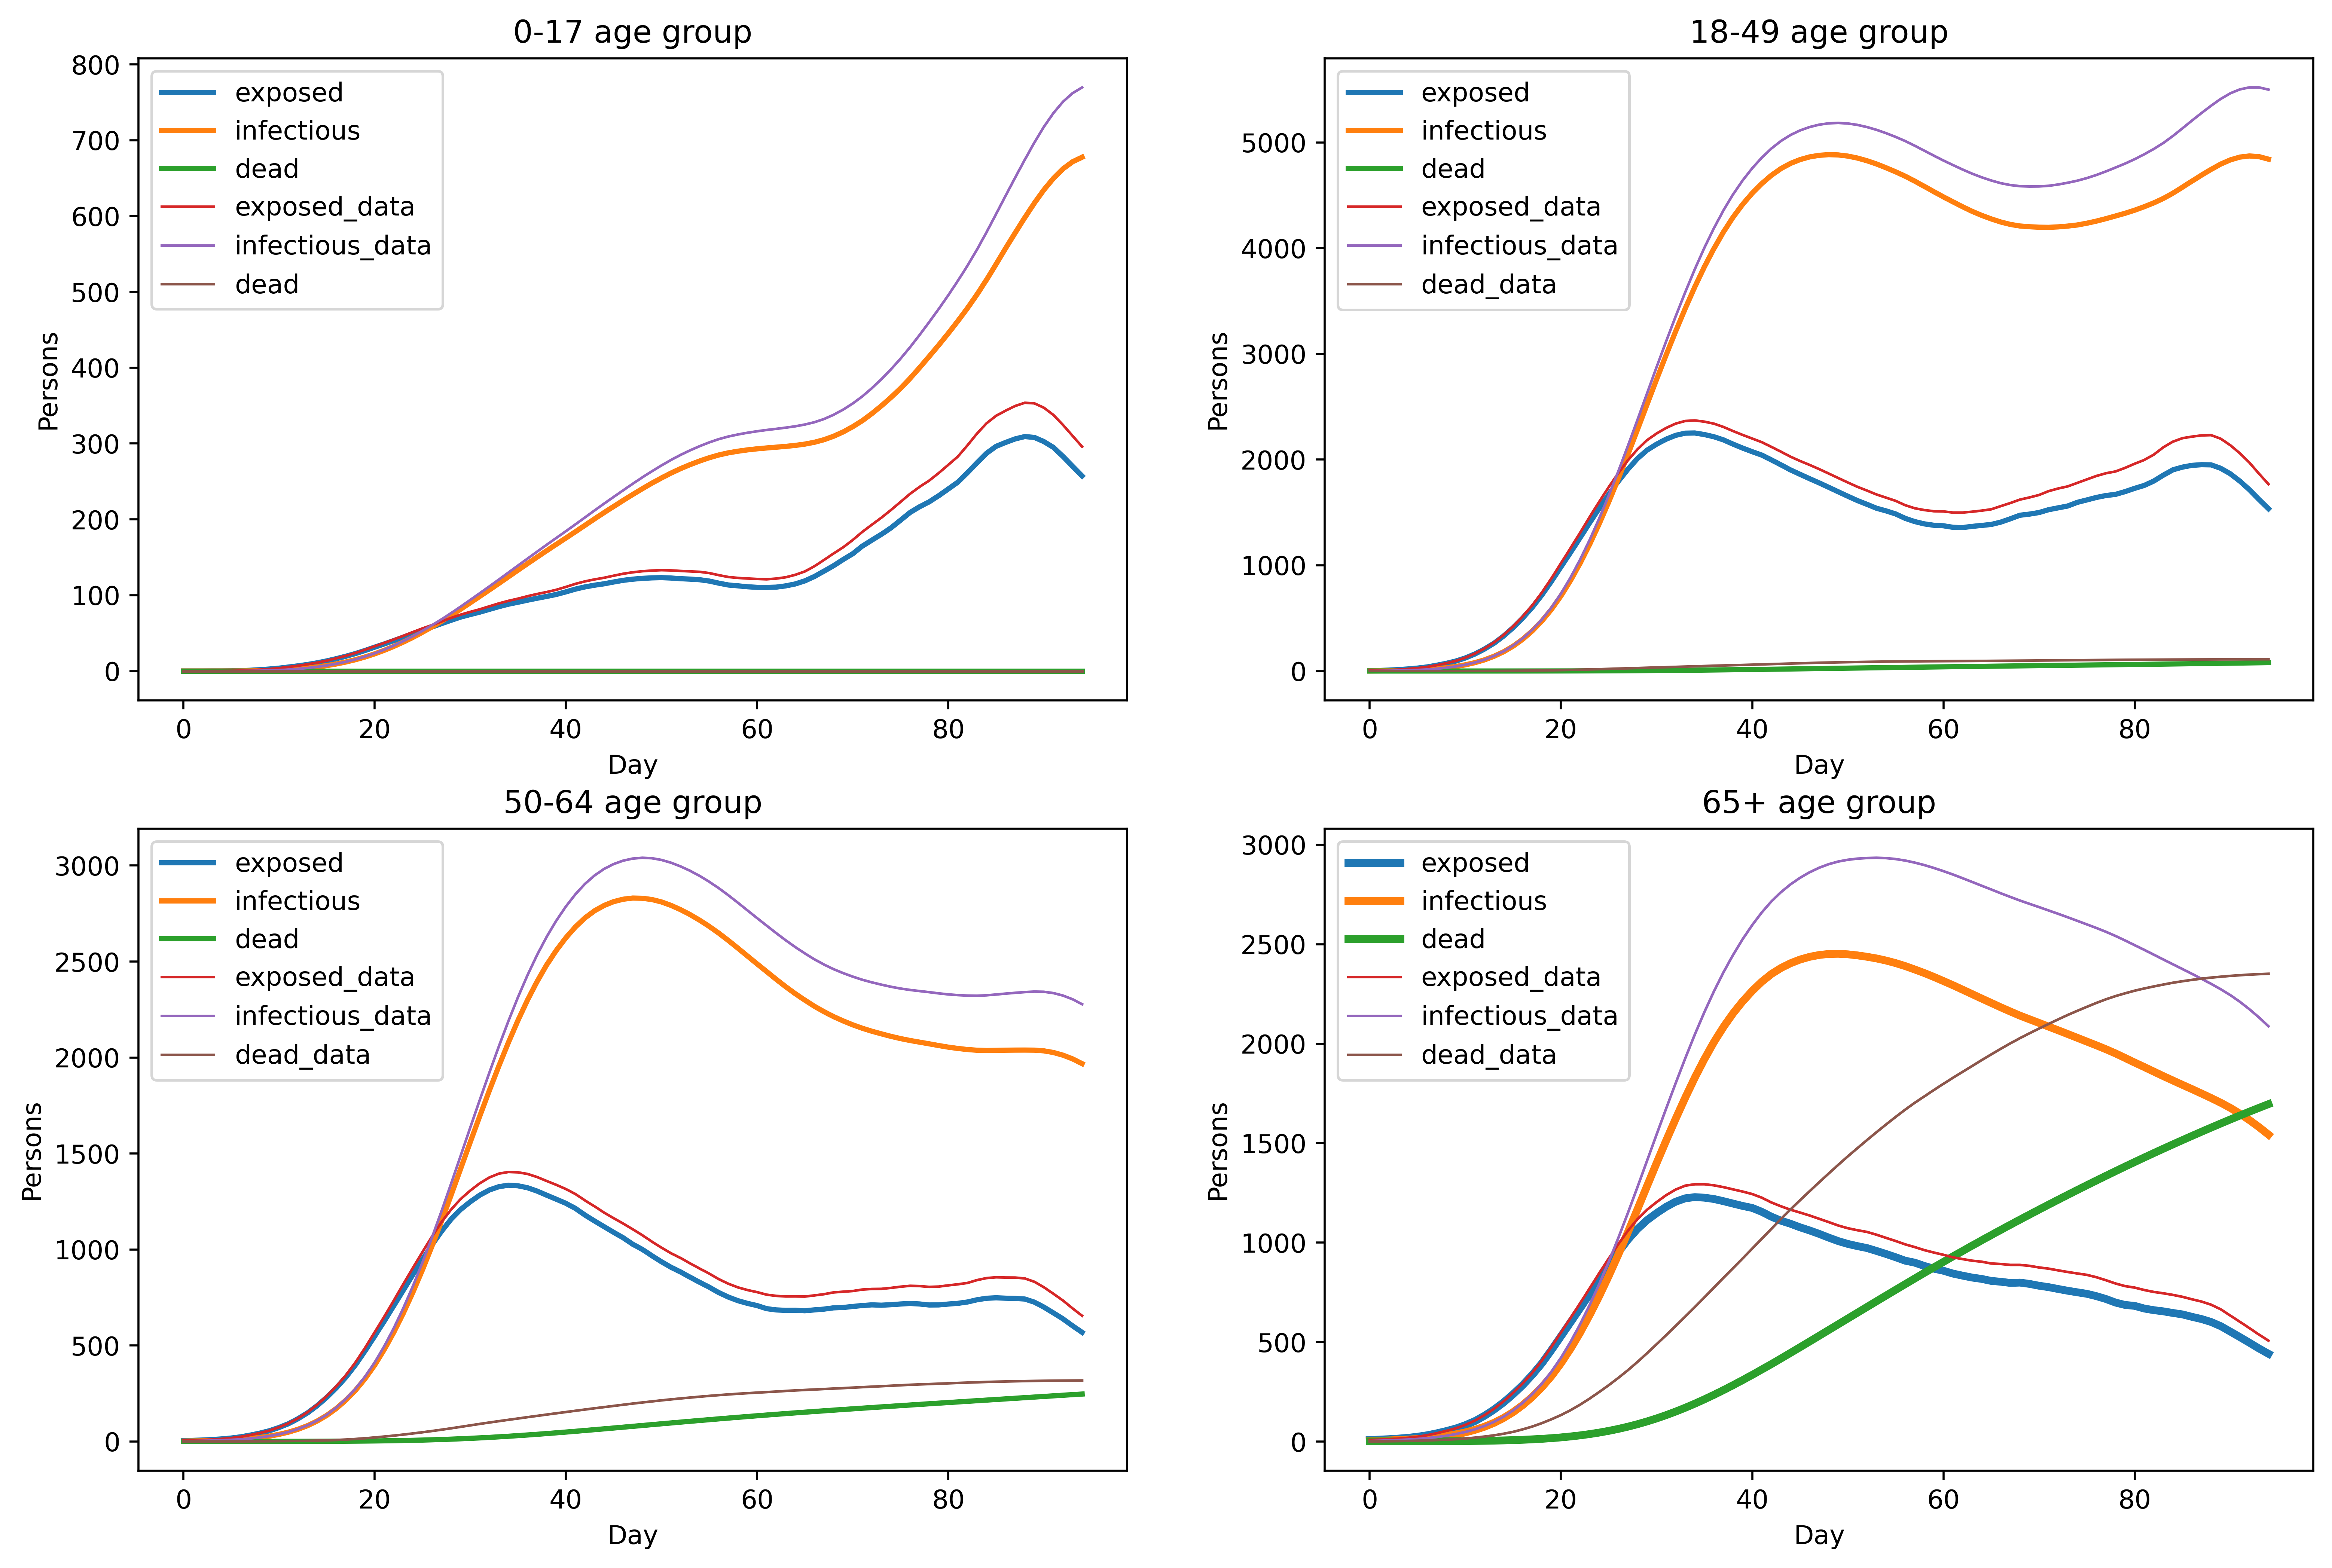 0-17 age group
800
700
600
500
400
300
200
100
0
Persons
exposed
infectious
dead
exposed_data
infectious_data
dead
0 20 40 60 80
Day
18-49 age group
5000
4000
3000
2000
1000
0
Persons
exposed
infectious
dead
exposed_data
infectious_data
dead_data
0 20 40 60 80
Day
50-64 age group
3000
2500
2000
1500
1000
500
0
Persons
exposed
infectious
dead
exposed_data
infectious_data
dead_data
0 20 40 60 80
Day
65+ age group
3000
2500
2000
1500
1000
500
0
Persons
exposed
infectious
dead
exposed_data
infectious_data
dead_data
0 20 40 60 80
Day